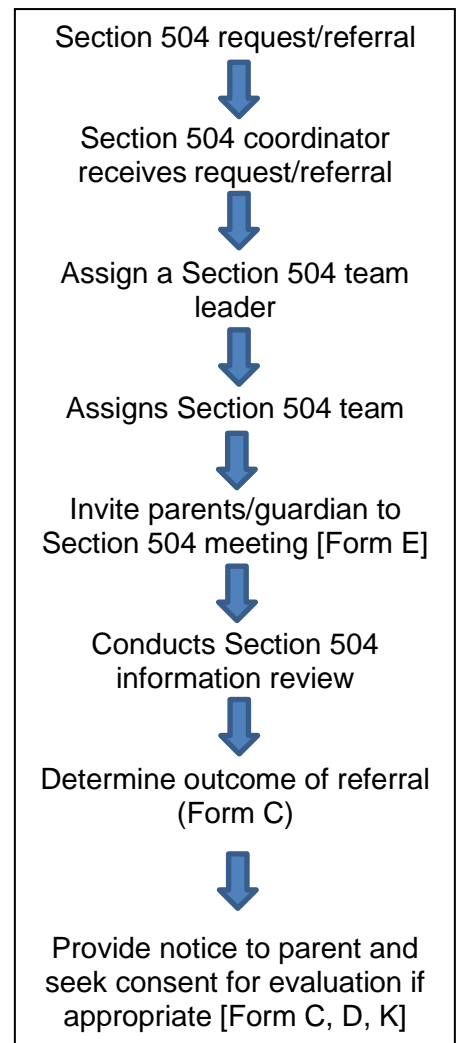 Section 504 request/referral
Section 504 coordinator
receives request/referral
Assign a Section 504 team
leader
Assigns Section 504 team
Invite parents/guardian to
Section 504 meeting [Form E]
Conducts Section 504
information review
Determine outcome of referral
(Form C)
Provide notice to parent and
seek consent for evaluation if
appropriate [Form C, D, K]